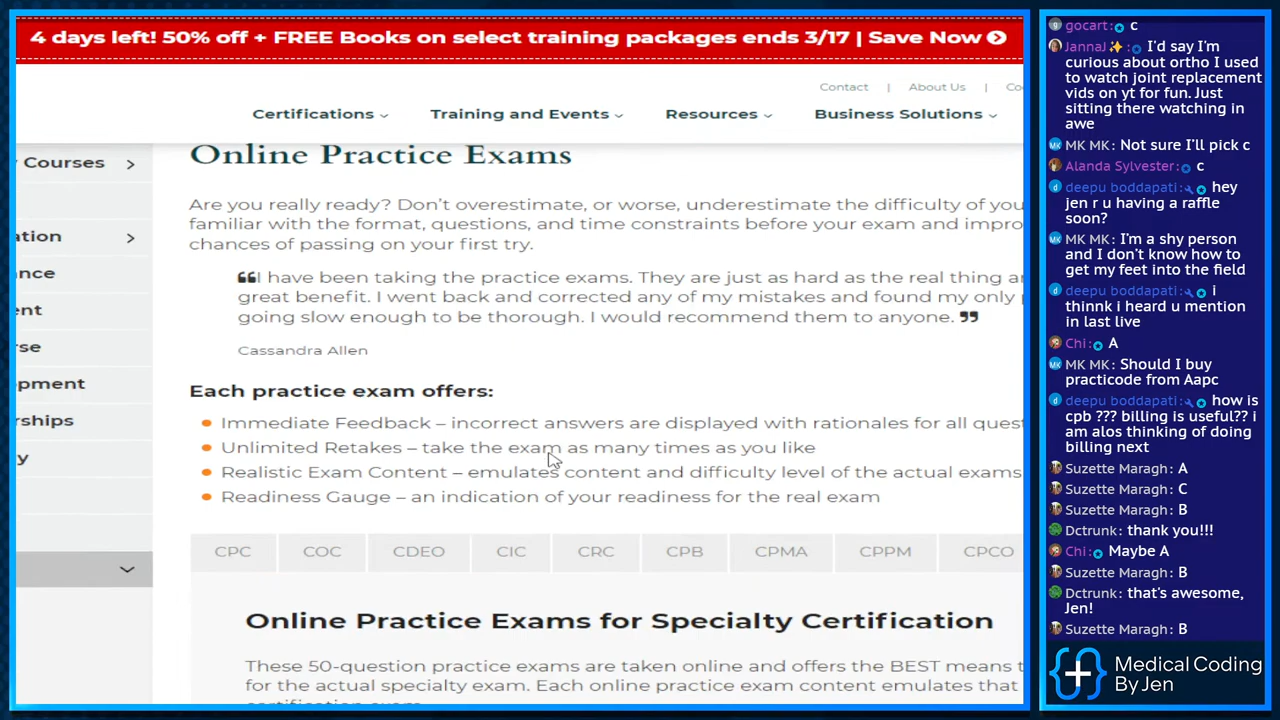 4 days left! 50% off + FREE Books on select training packages ends 3/17 | Save Now
Contact | About Us | Co
Certifications Training and Events Resources Business Solutions
Courses
ation
nce
nt
se
pment
rships
y
Online Practice Exams
Are you really ready? Don't overestimate, or worse, underestimate the difficulty of you
familiar with the format, questions, and time constraints before your exam and impro
chances of passing on your first try.
❝I have been taking the practice exams. They are just as hard as the real thing an
great benefit. I went back and corrected any of my mistakes and found my only p
going slow enough to be thorough. I would recommend them to anyone. ❞
Cassandra Allen
Each practice exam offers:
• Immediate Feedback – incorrect answers are displayed with rationales for all quest
• Unlimited Retakes – take the exam as many times as you like
• Realistic Exam Content – emulates content and difficulty level of the actual exams
• Readiness Gauge – an indication of your readiness for the real exam
CPC COC CDEO CIC CRC CPB CPMA CPPM CPCO
Online Practice Exams for Specialty Certification
These 50-question practice exams are taken online and offers the BEST means t
for the actual specialty exam. Each online practice exam content emulates that
gocart: c
JannaJ✨: I'd say I'm
curious about ortho I used
to watch joint replacement
vids on yt for fun. Just
sitting there watching in
awe
MK MK: Not sure I'll pick c
Alanda Sylvester: c
deepu boddapati: hey
jen r u having a raffle
soon?
MK MK: I'm a shy person
and I don't know how to
get my feet into the field
deepu boddapati: i
thinnk i heard u mention
in last live
Chi: A
MK MK: Should I buy
practicode from Aapc
deepu boddapati: how is
cpb ??? billing is useful?? i
am alos thinking of doing
billing next
Suzette Maragh: A
Suzette Maragh: C
Suzette Maragh: B
Dctrunk: thank you!!!
Chi: Maybe A
Suzette Maragh: B
Dctrunk: that's awesome,
Jen!
Suzette Maragh: B
Medical Coding
By Jen